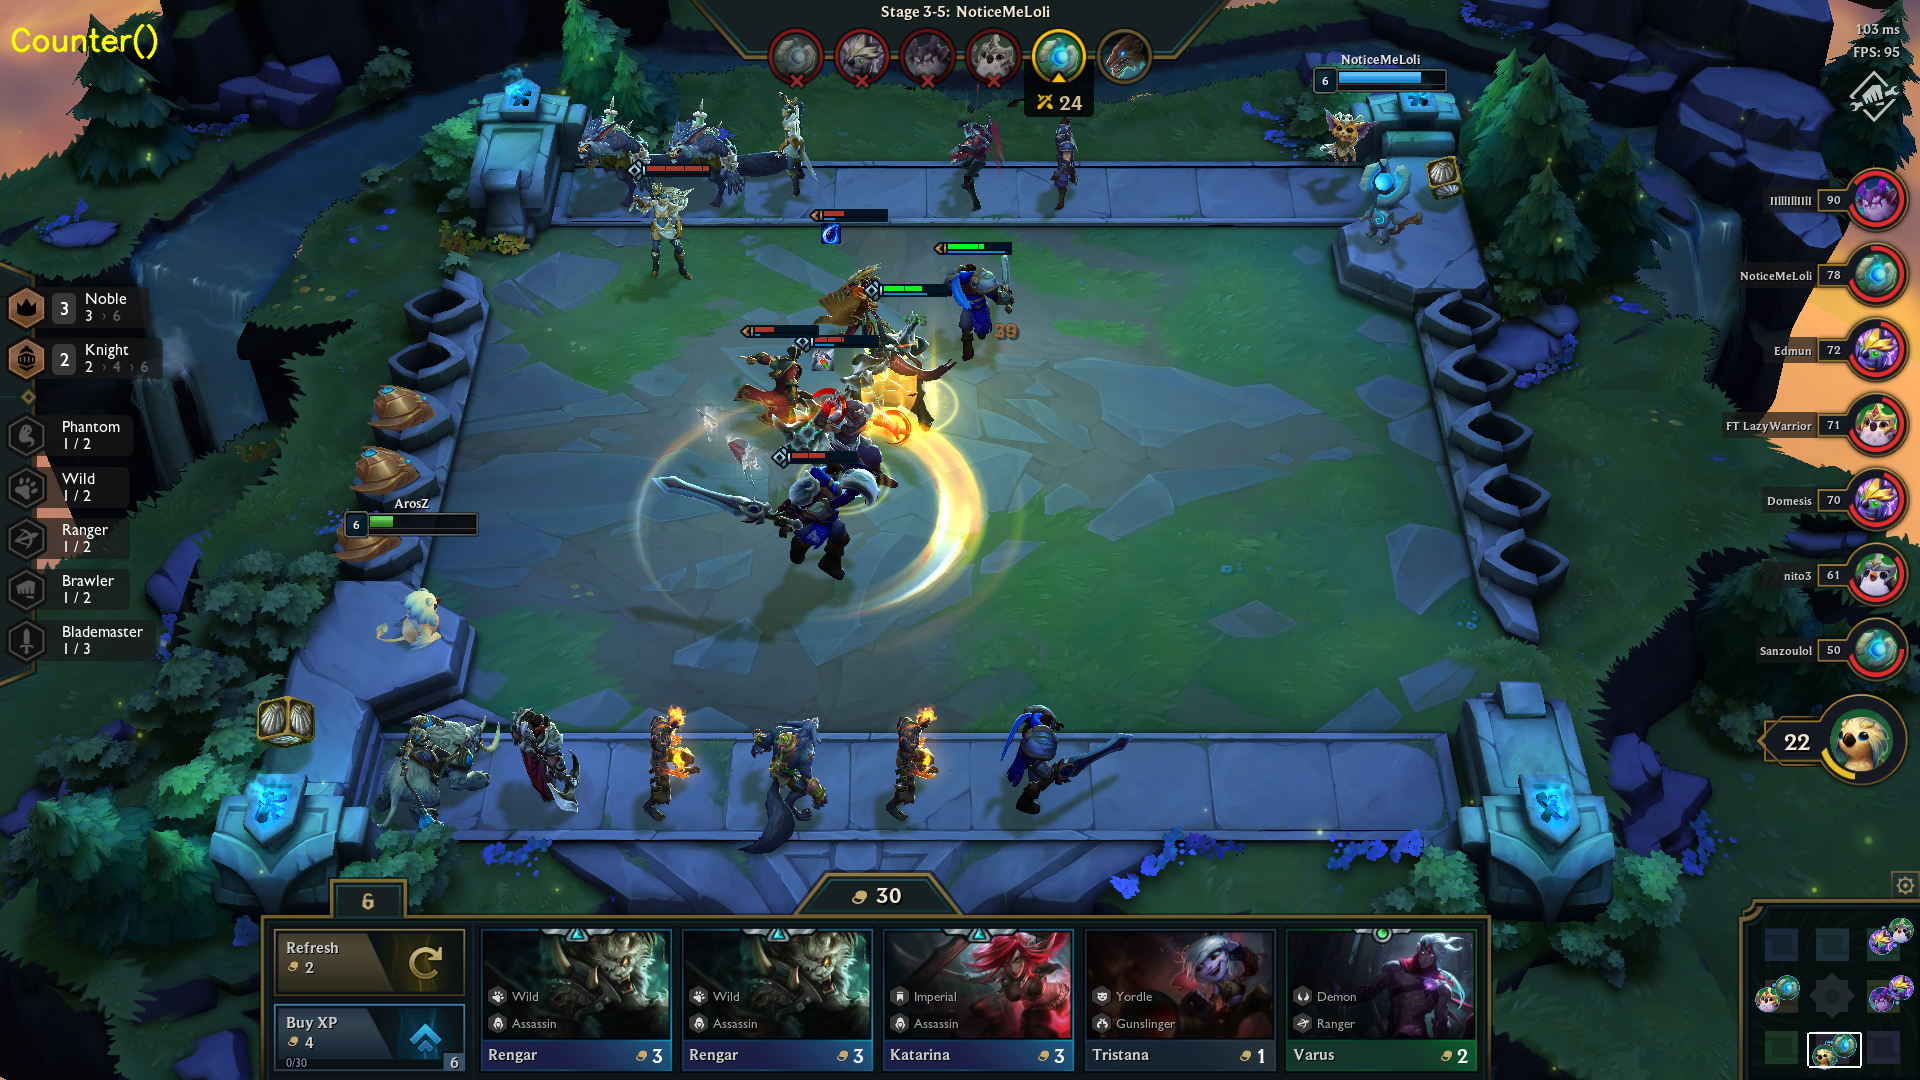 Counter()
Stage 3-5: NoticeMeLoli
24
103 ms
FPS: 95
NoticeMeLoli
6
90
NoticeMeLoli 78
Edmun 72
FT LazyWarrior 71
Domesis 70
nito3 61
Sanzoulol 50
22
3 Noble
3 › 6
2 Knight
2 › 4 › 6
Phantom
1 / 2
Wild
1 / 2
Ranger
1 / 2
Brawler
1 / 2
Blademaster
1 / 3
39
ArosZ
6
6
30
Refresh
2
Buy XP
4
0/30
6
Wild
Assassin
Rengar 3
Wild
Assassin
Rengar 3
Imperial
Assassin
Katarina 3
Yordle
Gunslinger
Tristana 1
Demon
Ranger
Varus 2